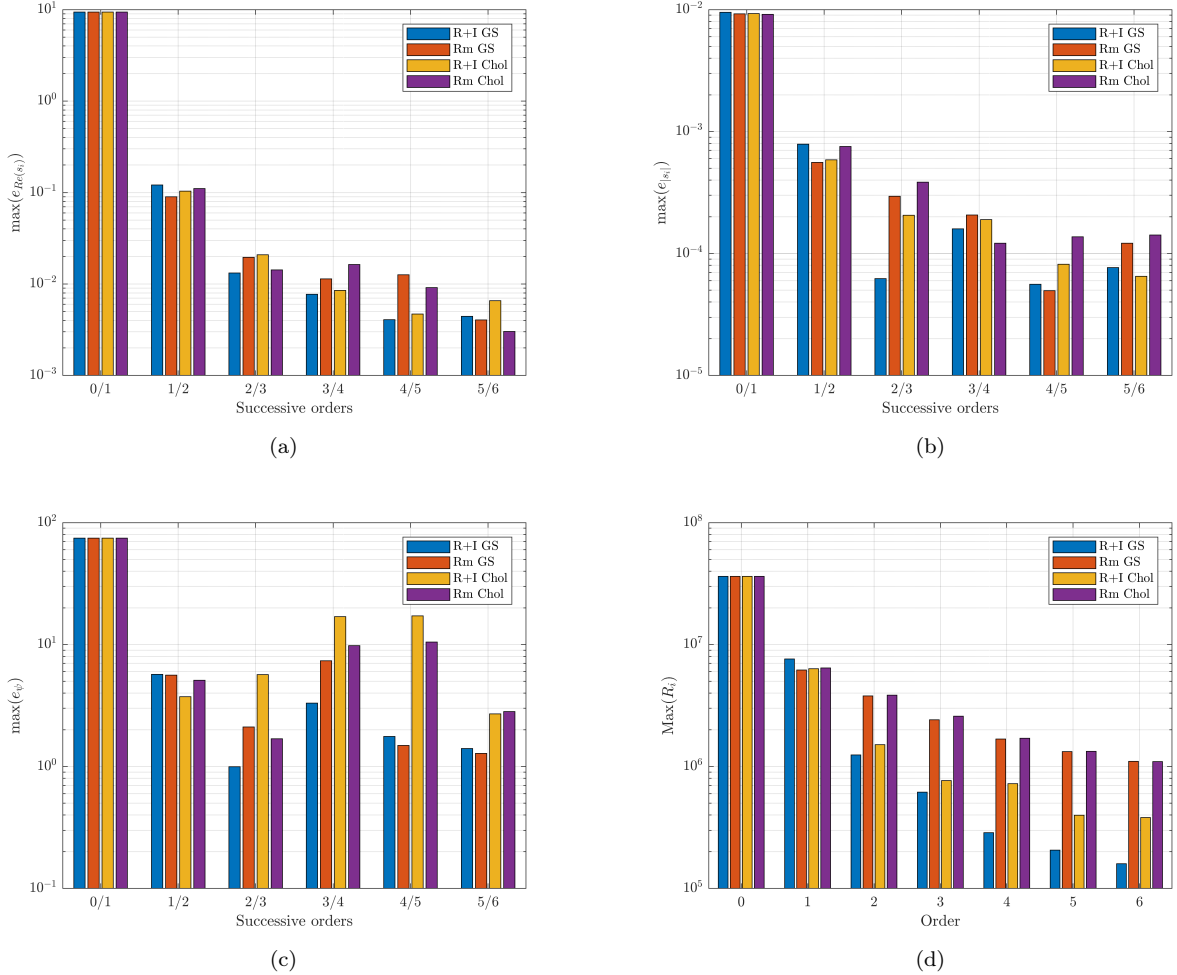 max(e_{Re(s_i)})
10^1
10^0
10^{-1}
10^{-2}
10^{-3}
R+I GS
Rm GS
R+I Chol
Rm Chol
0/1 1/2 2/3 3/4 4/5 5/6
Successive orders
(a)
max(e_{|s_i|})
10^{-2}
10^{-3}
10^{-4}
10^{-5}
R+I GS
Rm GS
R+I Chol
Rm Chol
0/1 1/2 2/3 3/4 4/5 5/6
Successive orders
(b)
max(e_ψ)
10^2
10^1
10^0
10^{-1}
R+I GS
Rm GS
R+I Chol
Rm Chol
0/1 1/2 2/3 3/4 4/5 5/6
Successive orders
(c)
Max(R_i)
10^8
10^7
10^6
10^5
R+I GS
Rm GS
R+I Chol
Rm Chol
0 1 2 3 4 5 6
Order
(d)